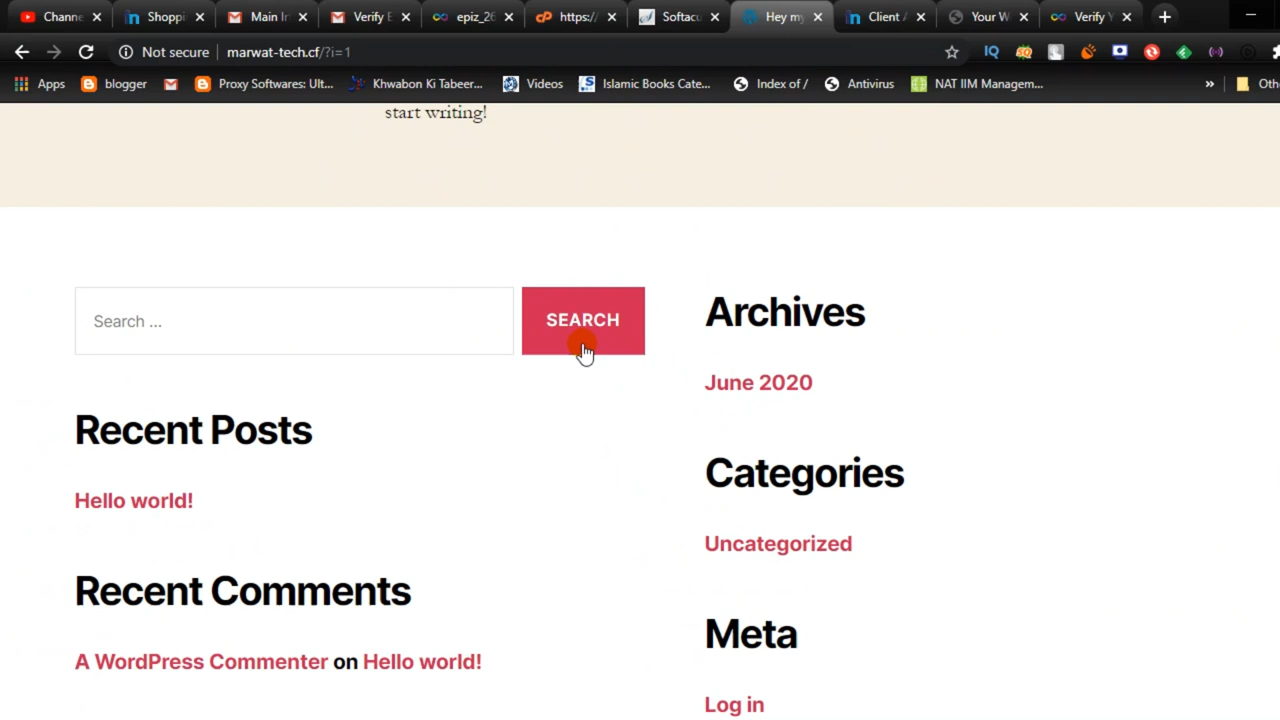 Channe
Shoppi
Main Ir
Verify E
epiz_26
https:/
Softacu
Hey my
Client /
Your W
Verify Y
Not secure
marwat-tech.cf/?i=1
Apps
blogger
Proxy Softwares: Ult...
Khwabon Ki Tabeer...
Videos
Islamic Books Cate...
Index of /
Antivirus
NAT IIM Managem...
»
Oth
start writing!
Search ...
SEARCH
Archives
June 2020
Recent Posts
Categories
Hello world!
Uncategorized
Recent Comments
Meta
A WordPress Commenter on Hello world!
Log in